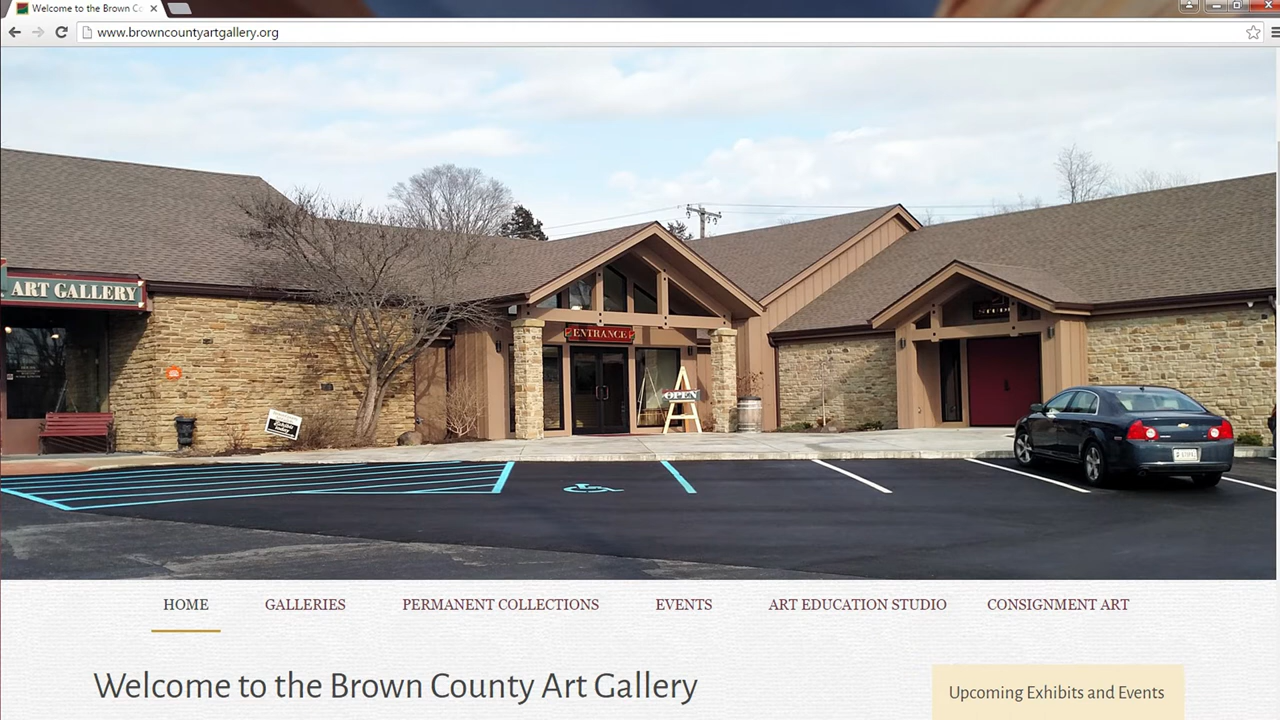 Welcome to the Brown Co
www.browncountyartgallery.org
ART GALLERY
ENTRANCE
OPEN
HOME GALLERIES PERMANENT COLLECTIONS EVENTS ART EDUCATION STUDIO CONSIGNMENT ART
Welcome to the Brown County Art Gallery
Upcoming Exhibits and Events